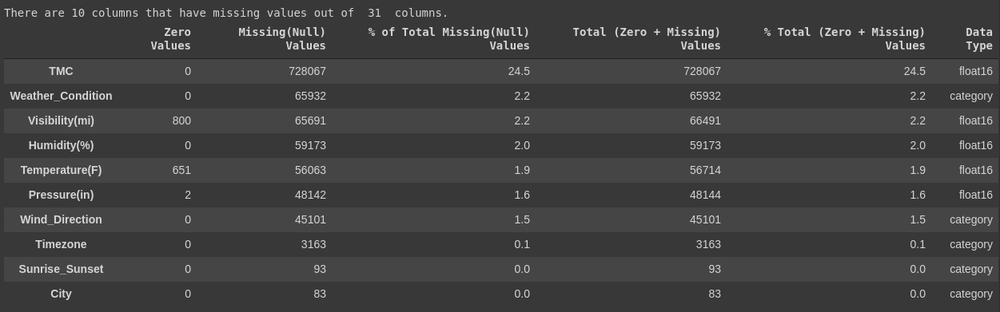 There are 10 columns that have missing values out of  31  columns.
Zero Values Missing(Null) Values % of Total Missing(Null) Values Total (Zero + Missing) Values % Total (Zero + Missing) Values Data Type
TMC 0 728067 24.5 728067 24.5 float16
Weather_Condition 0 65932 2.2 65932 2.2 category
Visibility(mi) 800 65691 2.2 66491 2.2 float16
Humidity(%) 0 59173 2.0 59173 2.0 float16
Temperature(F) 651 56063 1.9 56714 1.9 float16
Pressure(in) 2 48142 1.6 48144 1.6 float16
Wind_Direction 0 45101 1.5 45101 1.5 category
Timezone 0 3163 0.1 3163 0.1 category
Sunrise_Sunset 0 93 0.0 93 0.0 category
City 0 83 0.0 83 0.0 category